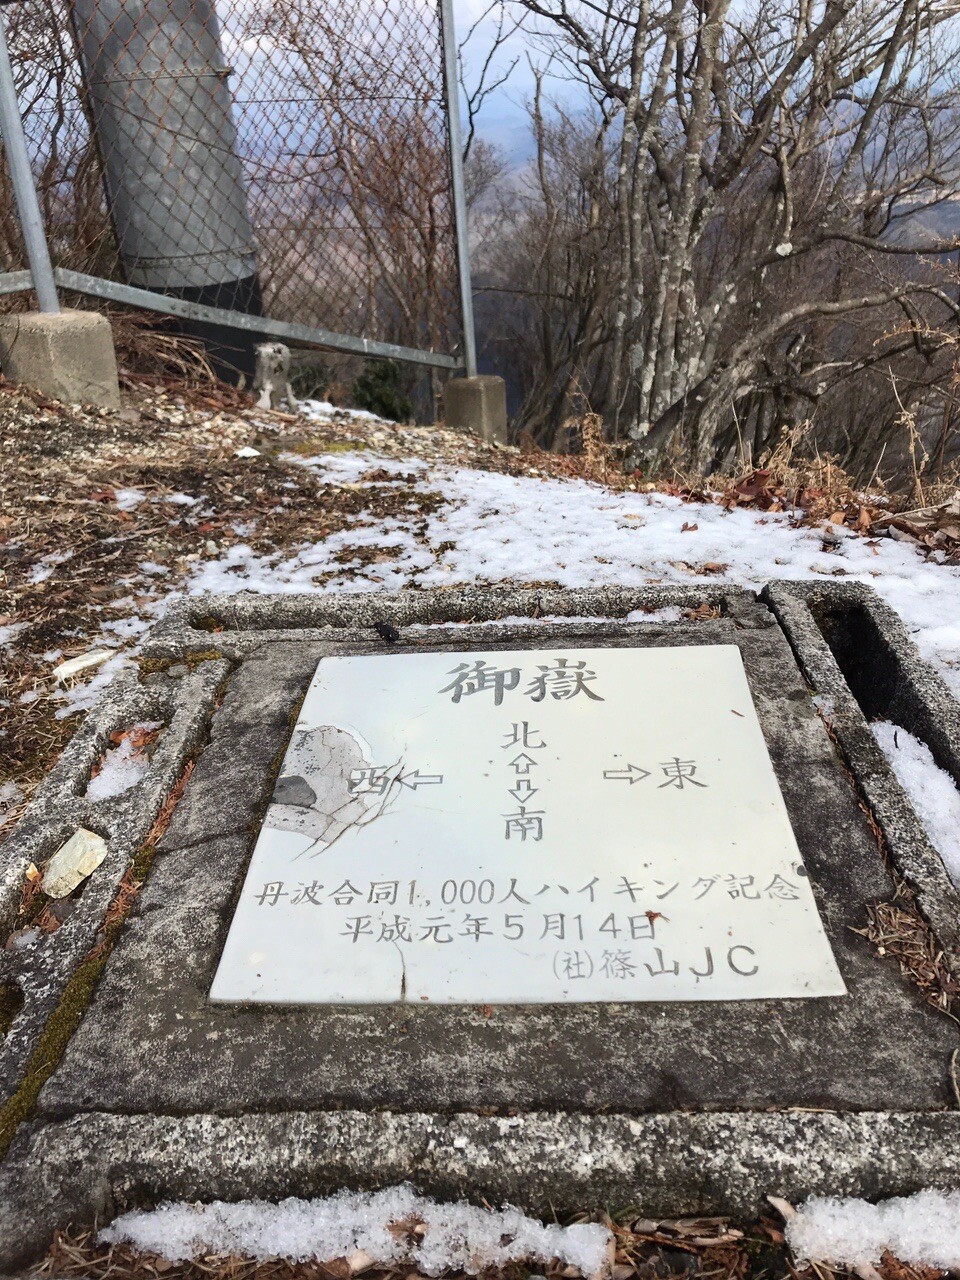 御嶽
北
西 ← → 東
南
丹波合同1,000人ハイキング記念
平成元年5月14日
(社)篠山JC